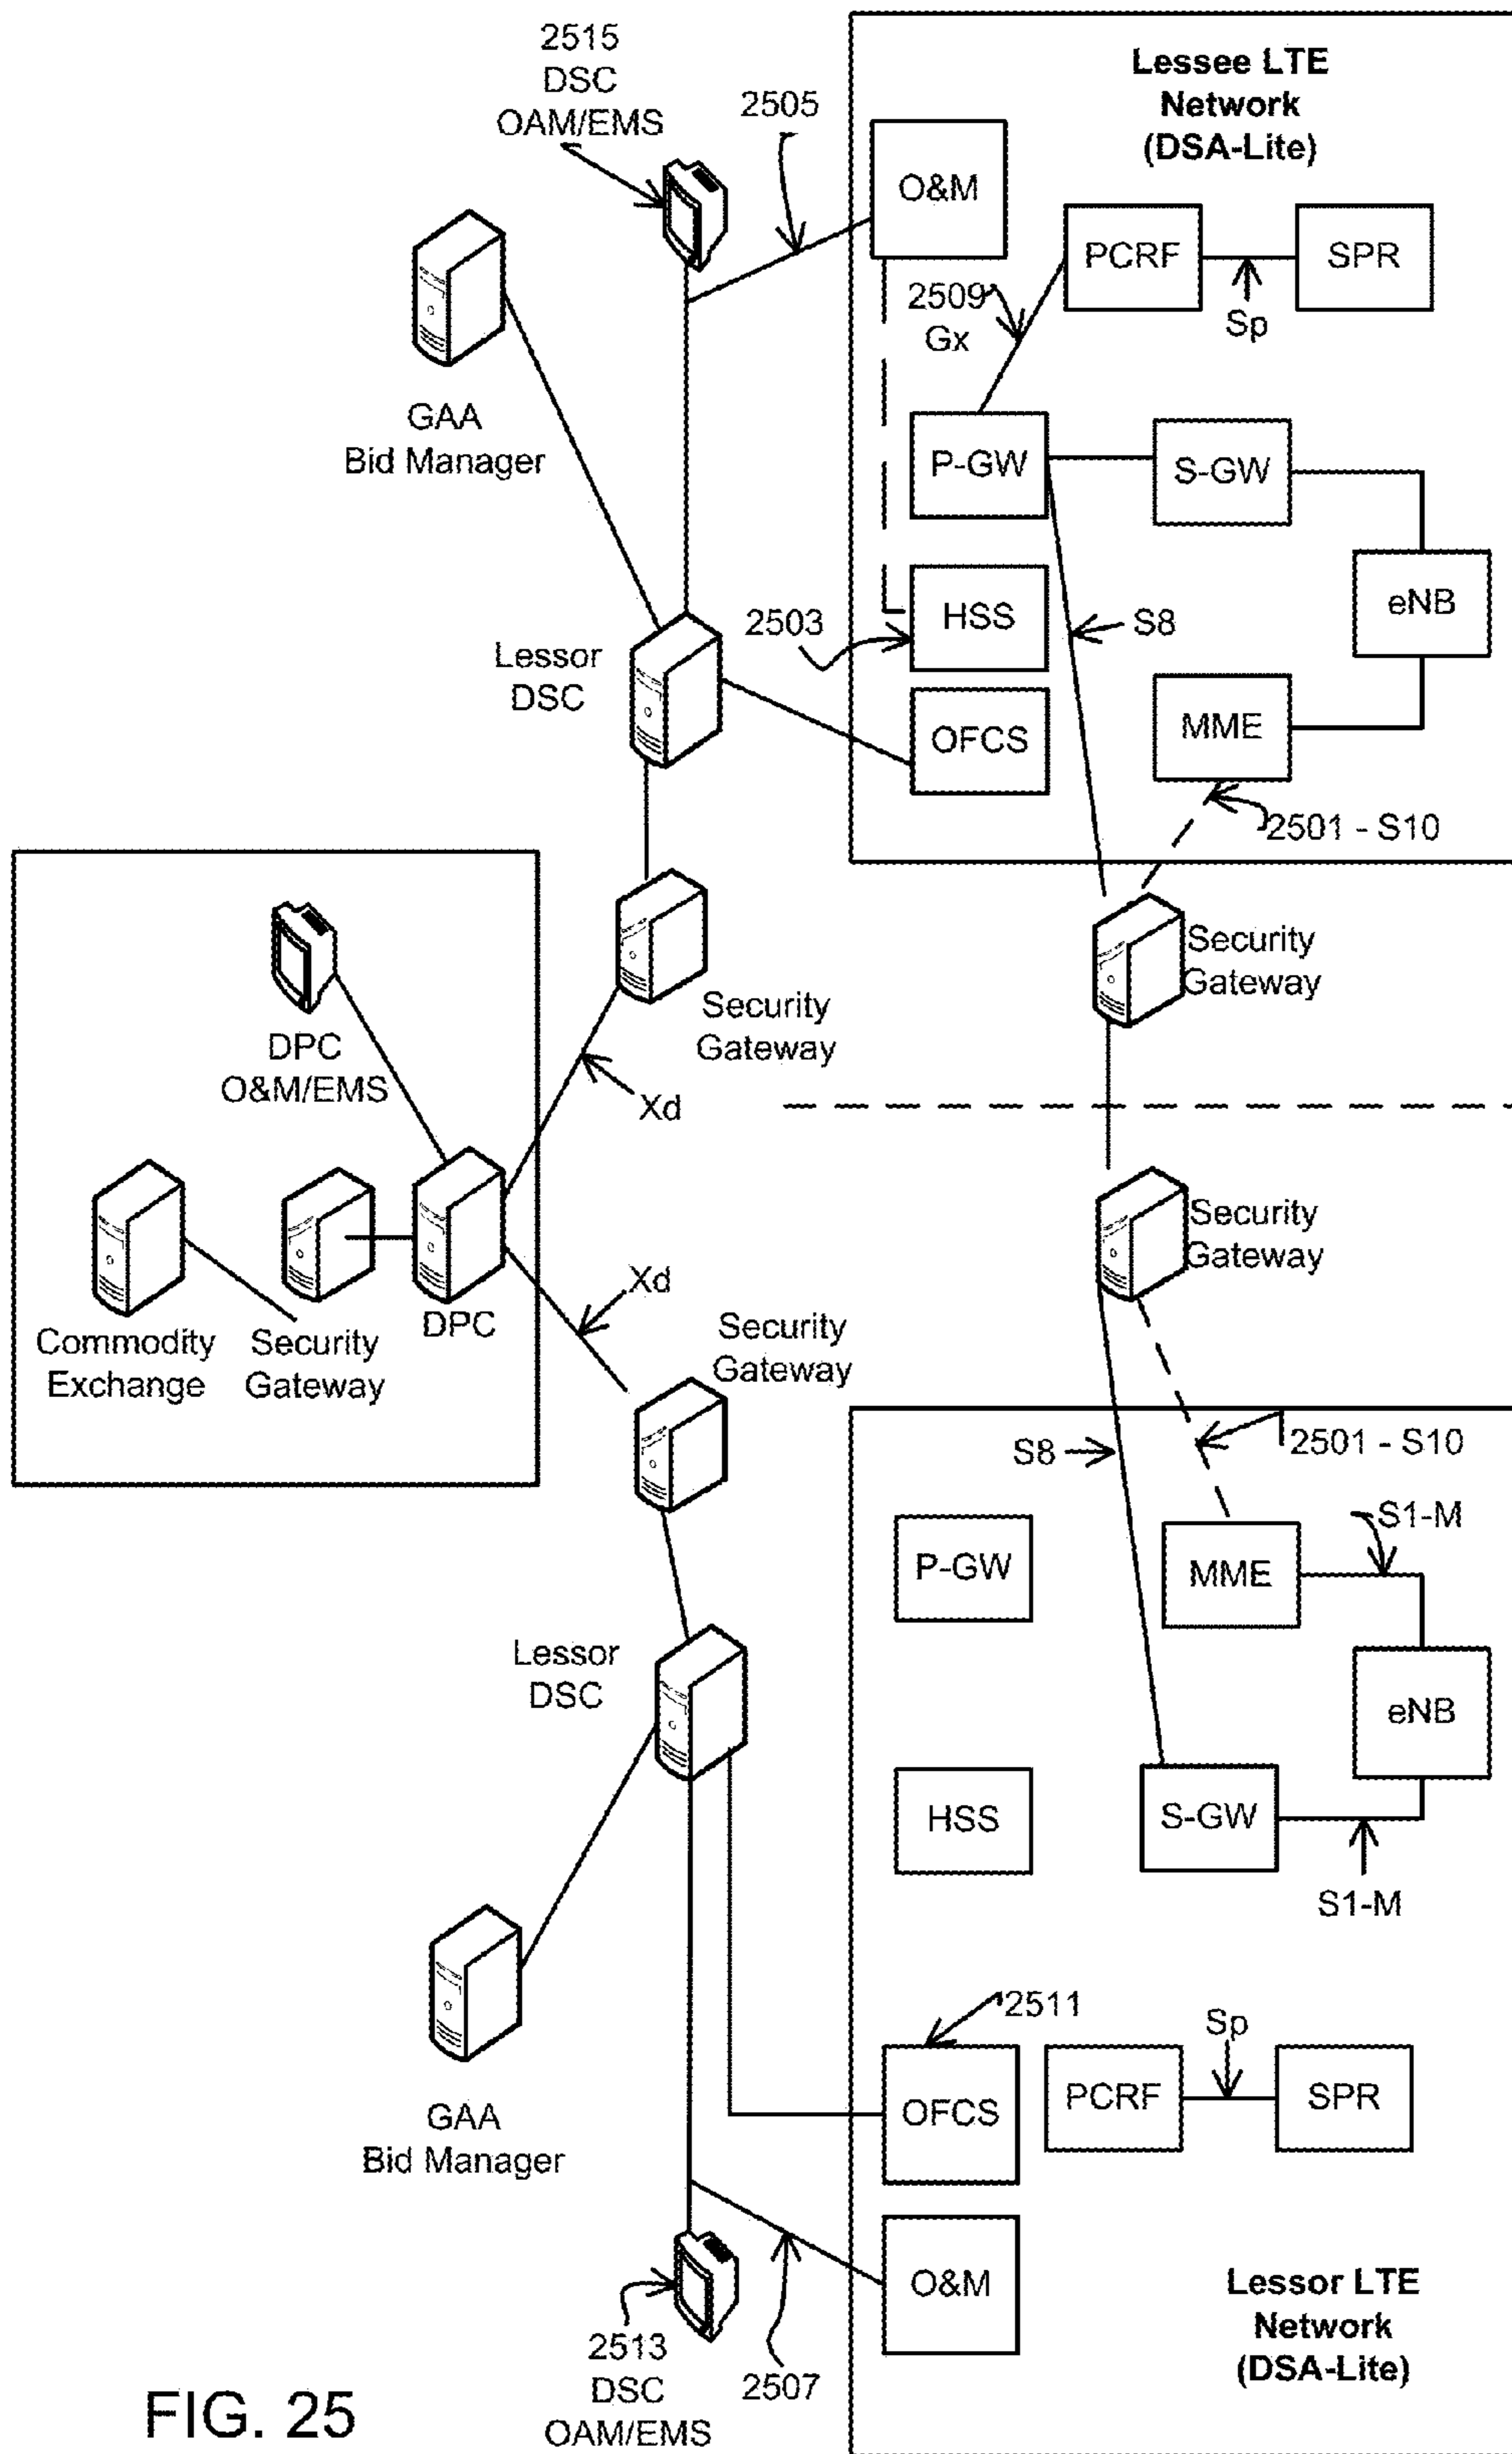 2515
DSC
OAM/EMS
2505
Lessee LTE
Network
(DSA-Lite)
O&M
PCRF
SPR
Sp
2509
Gx
GAA
Bid Manager
P-GW
S-GW
eNB
HSS
2503
S8
Lessor
DSC
OFCS
MME
2501 - S10
Security
Gateway
Security
Gateway
DPC
O&M/EMS
Xd
Security
Gateway
Xd
DPC
Commodity
Exchange
Security
Gateway
Security
Gateway
S8
2501 - S10
S1-M
P-GW
MME
Lessor
DSC
eNB
HSS
S-GW
S1-M
2511
Sp
OFCS
PCRF
SPR
GAA
Bid Manager
O&M
Lessor LTE
Network
(DSA-Lite)
2513
DSC
OAM/EMS
2507
FIG. 25